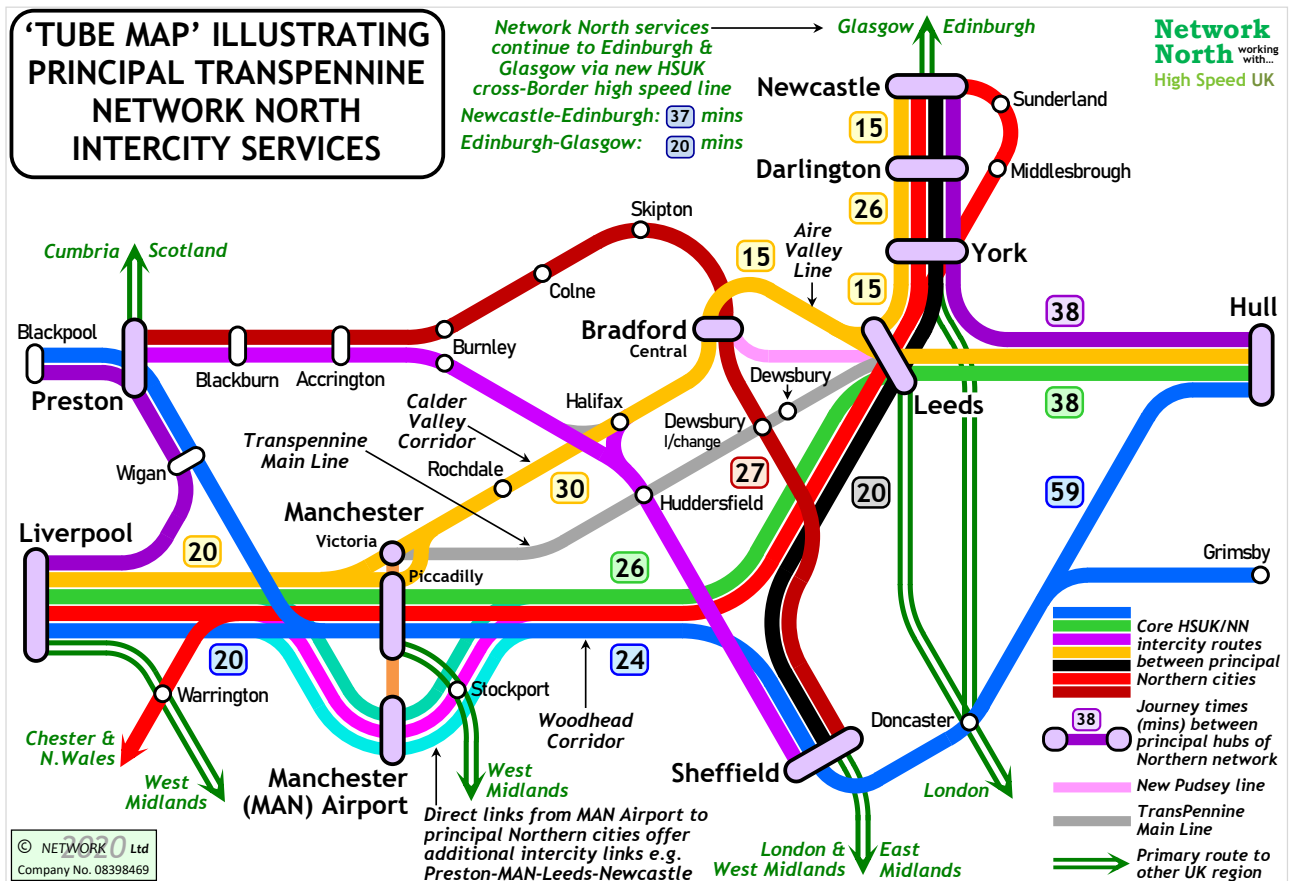 ‘TUBE MAP’ ILLUSTRATING
PRINCIPAL TRANSPENNINE
NETWORK NORTH
INTERCITY SERVICES
Network North services
continue to Edinburgh &
Glasgow via new HSUK
cross-Border high speed line
Newcastle-Edinburgh: 37 mins
Edinburgh-Glasgow: 20 mins
Glasgow Edinburgh
Network
North working
with...
High Speed UK
Newcastle
Sunderland
15
Darlington
Middlesbrough
26
York
Skipton
Aire
Valley
Line
15
15
Cumbria Scotland
Colne
38
Hull
Blackpool
Bradford
Central
Burnley
Blackburn
Accrington
Preston
Dewsbury
Leeds
38
Calder
Valley
Corridor
Halifax
Dewsbury
I/change
Transpennine
Main Line
Wigan
Rochdale
30
27
20
59
Huddersfield
Manchester
Victoria
Liverpool
20
Piccadilly
26
Grimsby
20
24
Core HSUK/NN
intercity routes
between principal
Northern cities
Warrington
Stockport
Woodhead
Corridor
Doncaster
38
Journey times
(mins) between
principal hubs of
Northern network
Chester &
N.Wales
West
Midlands
Manchester
(MAN) Airport
West
Midlands
Sheffield
London
New Pudsey line
TransPennine
Main Line
Direct links from MAN Airport to
principal Northern cities offer
additional intercity links e.g.
Preston-MAN-Leeds-Newcastle
London &
West Midlands
East
Midlands
Primary route to
other UK region
© NETWORK 2020 Ltd
Company No. 08398469